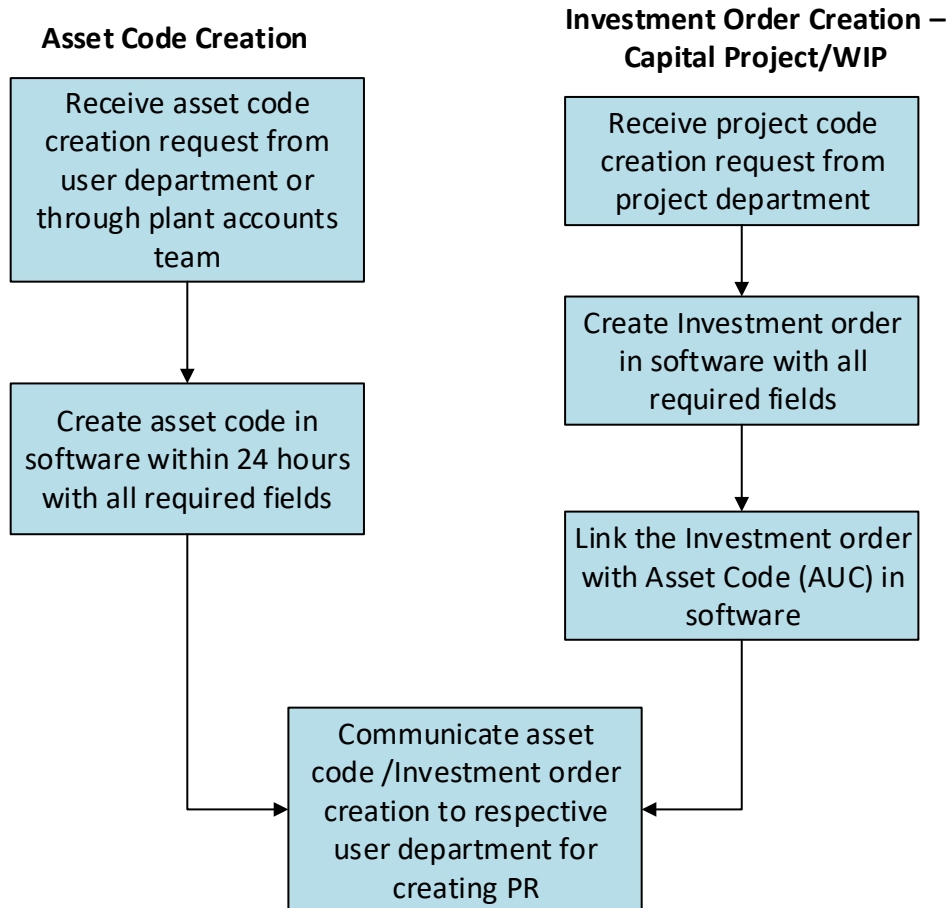 Asset Code Creation
Receive asset code
creation request from
user department or
through plant accounts
team
Create asset code in
software within 24 hours
with all required fields
Investment Order Creation –
Capital Project/WIP
Receive project code
creation request from
project department
Create Investment order
in software with all
required fields
Link the Investment order
with Asset Code (AUC) in
software
Communicate asset
code /Investment order
creation to respective
user department for
creating PR